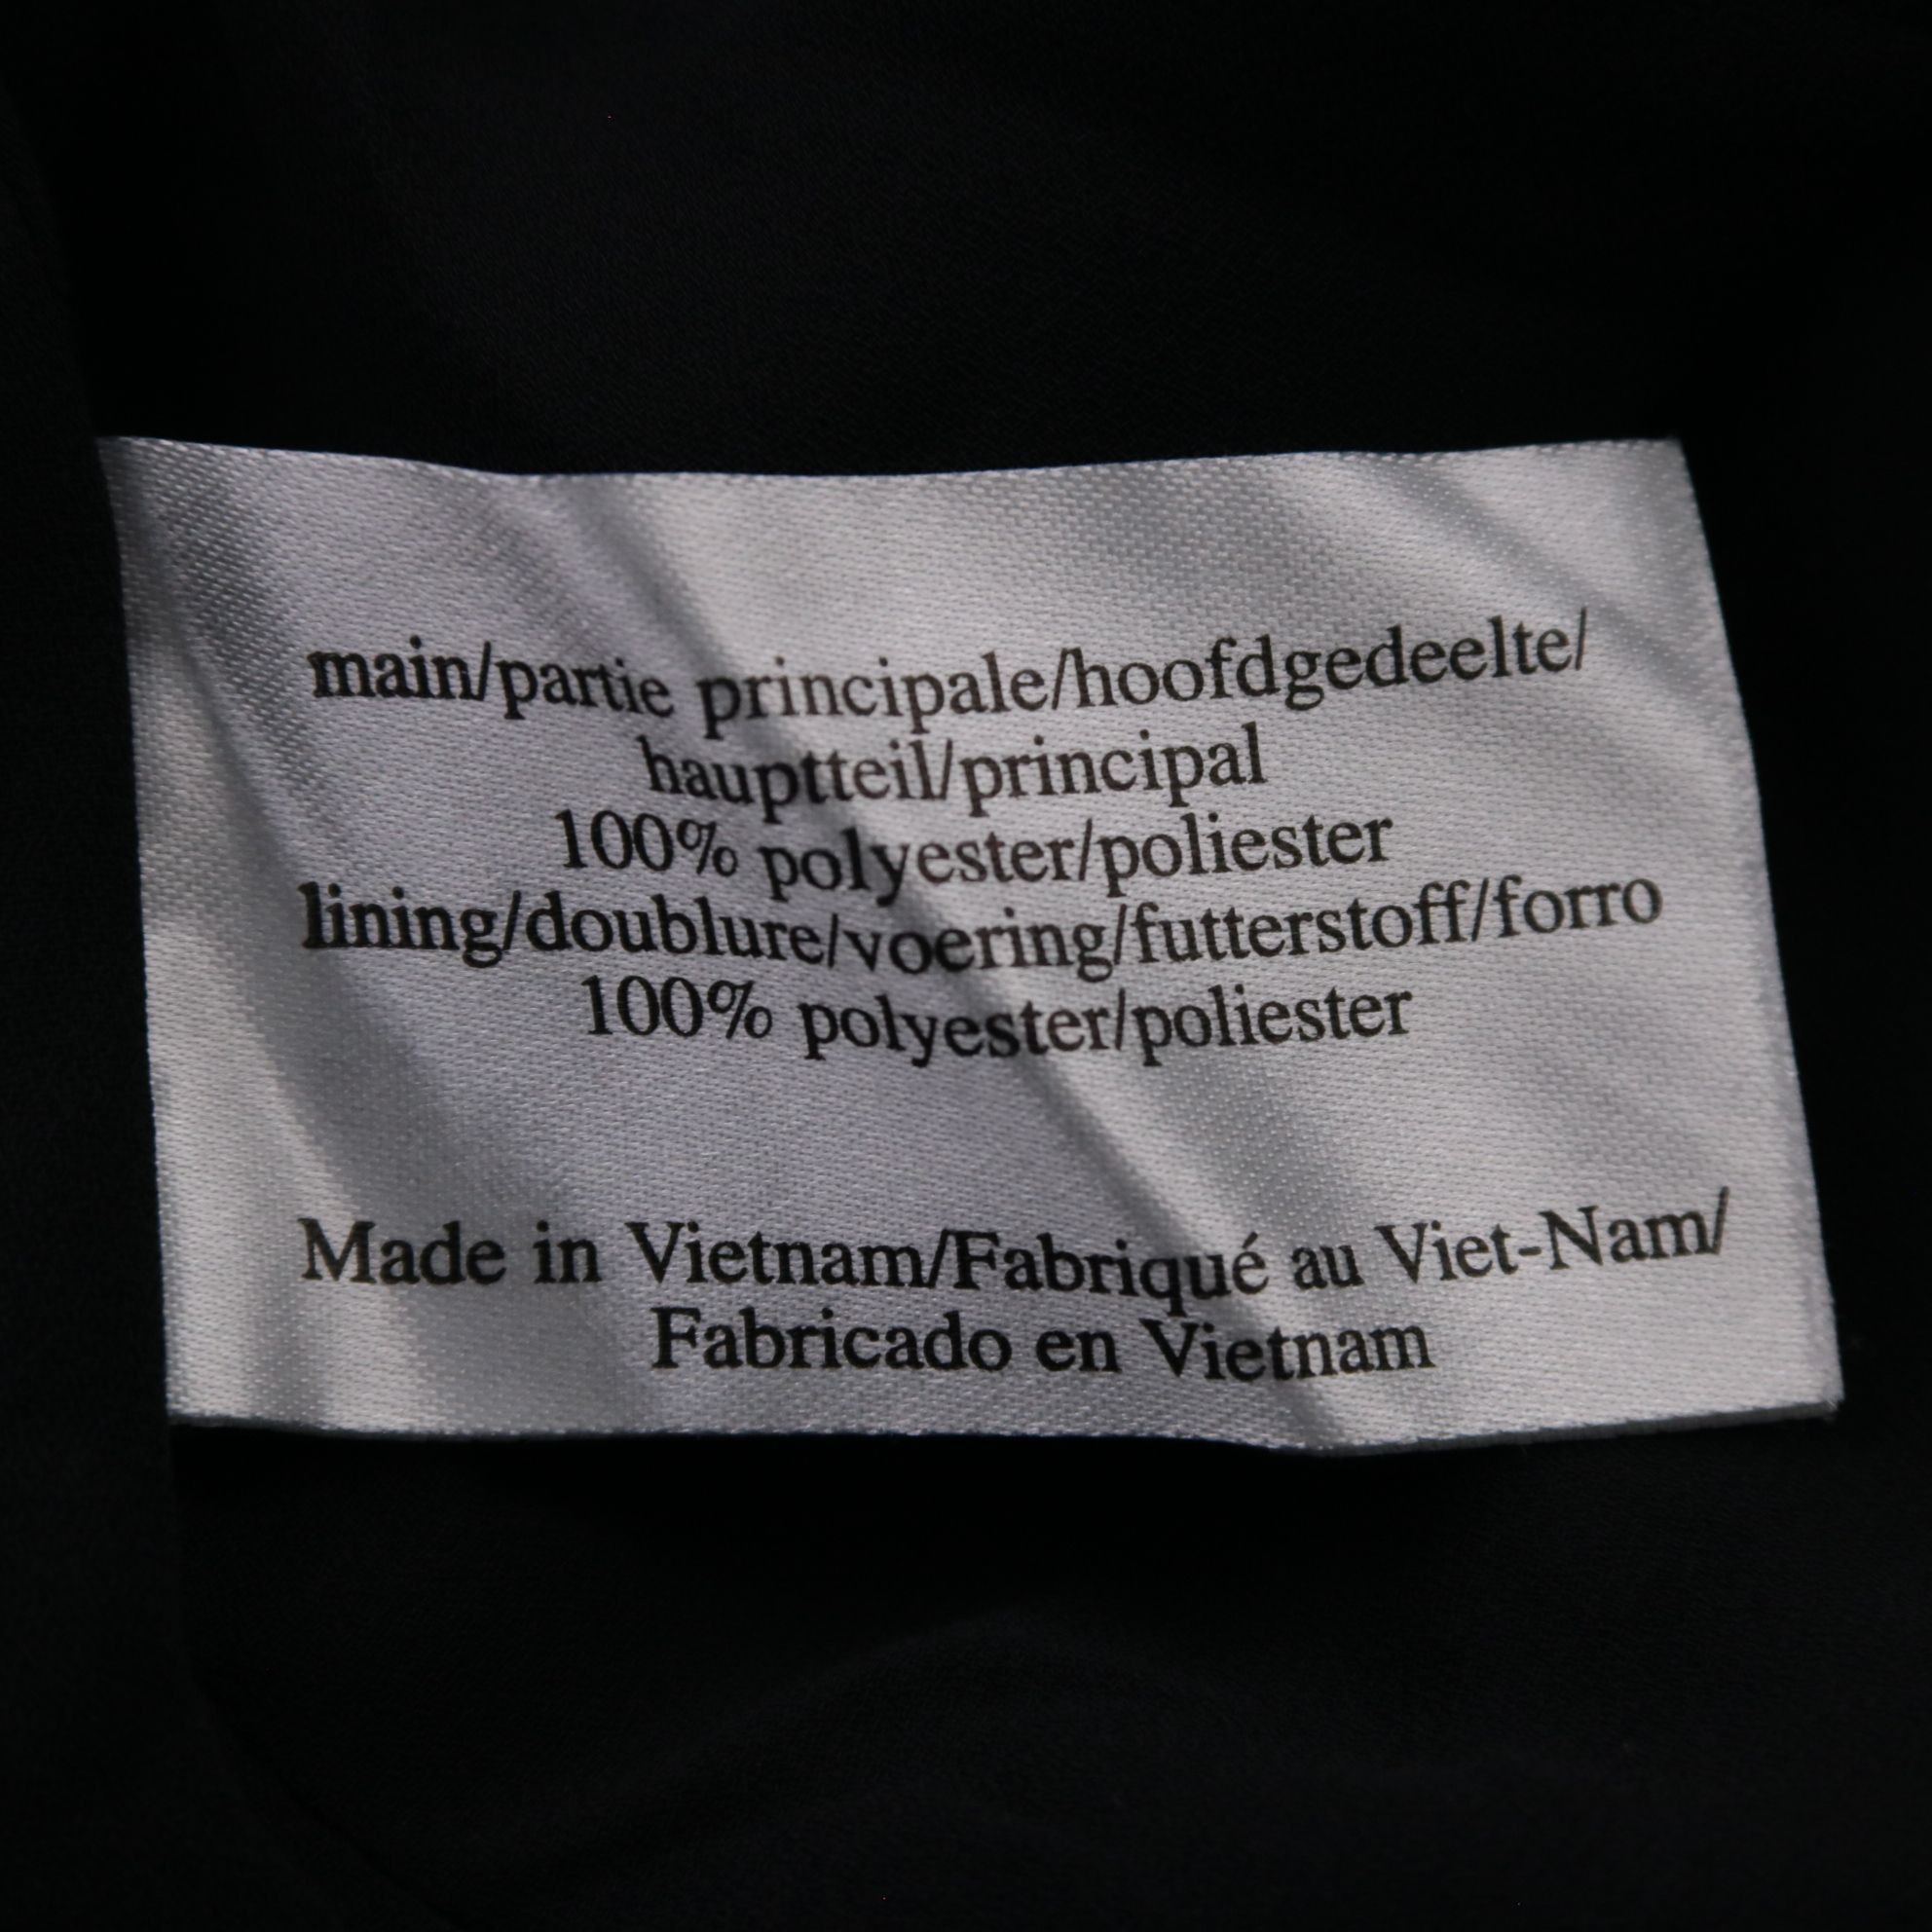 main/partie principale/hoofdgedeelte/
hauptteil/principal
100% polyester/poliester
lining/doublure/voering/futterstoff/forro
100% polyester/poliester
Made in Vietnam/Fabriqué au Viet-Nam/
Fabricado en Vietnam